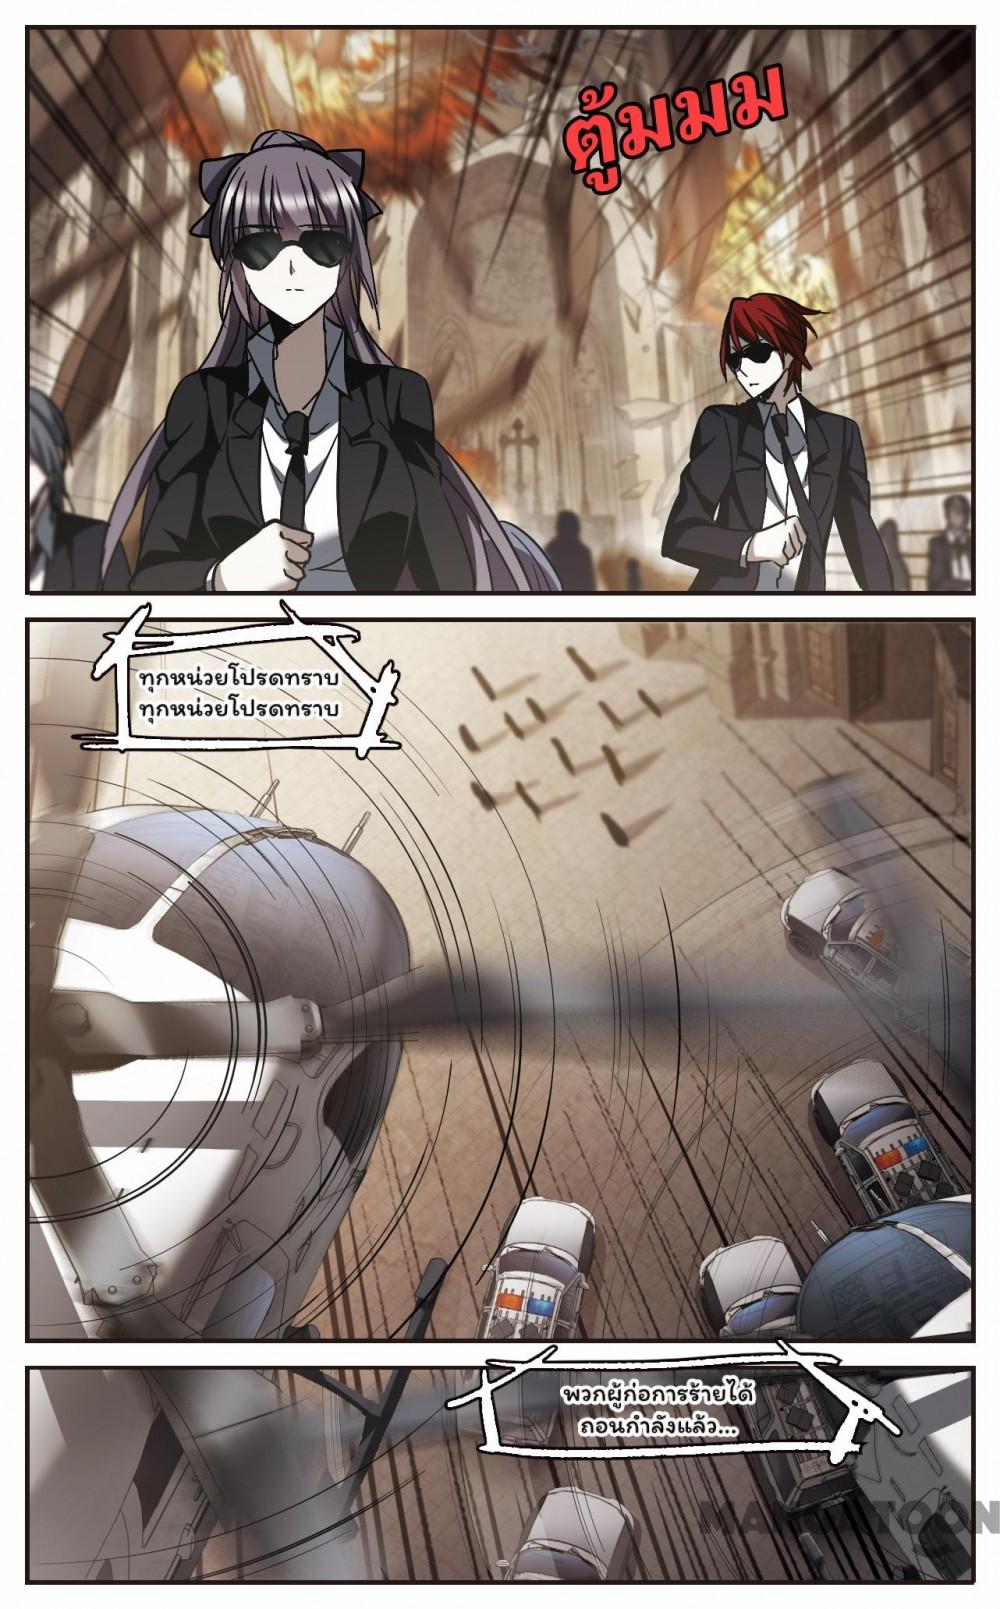 ตู้มมม
ทุกหน่วยโปรดทราบ
ทุกหน่วยโปรดทราบ
พวกผู้ก่อการร้ายได้
ถอนกำลังแล้ว...
MANGATOON